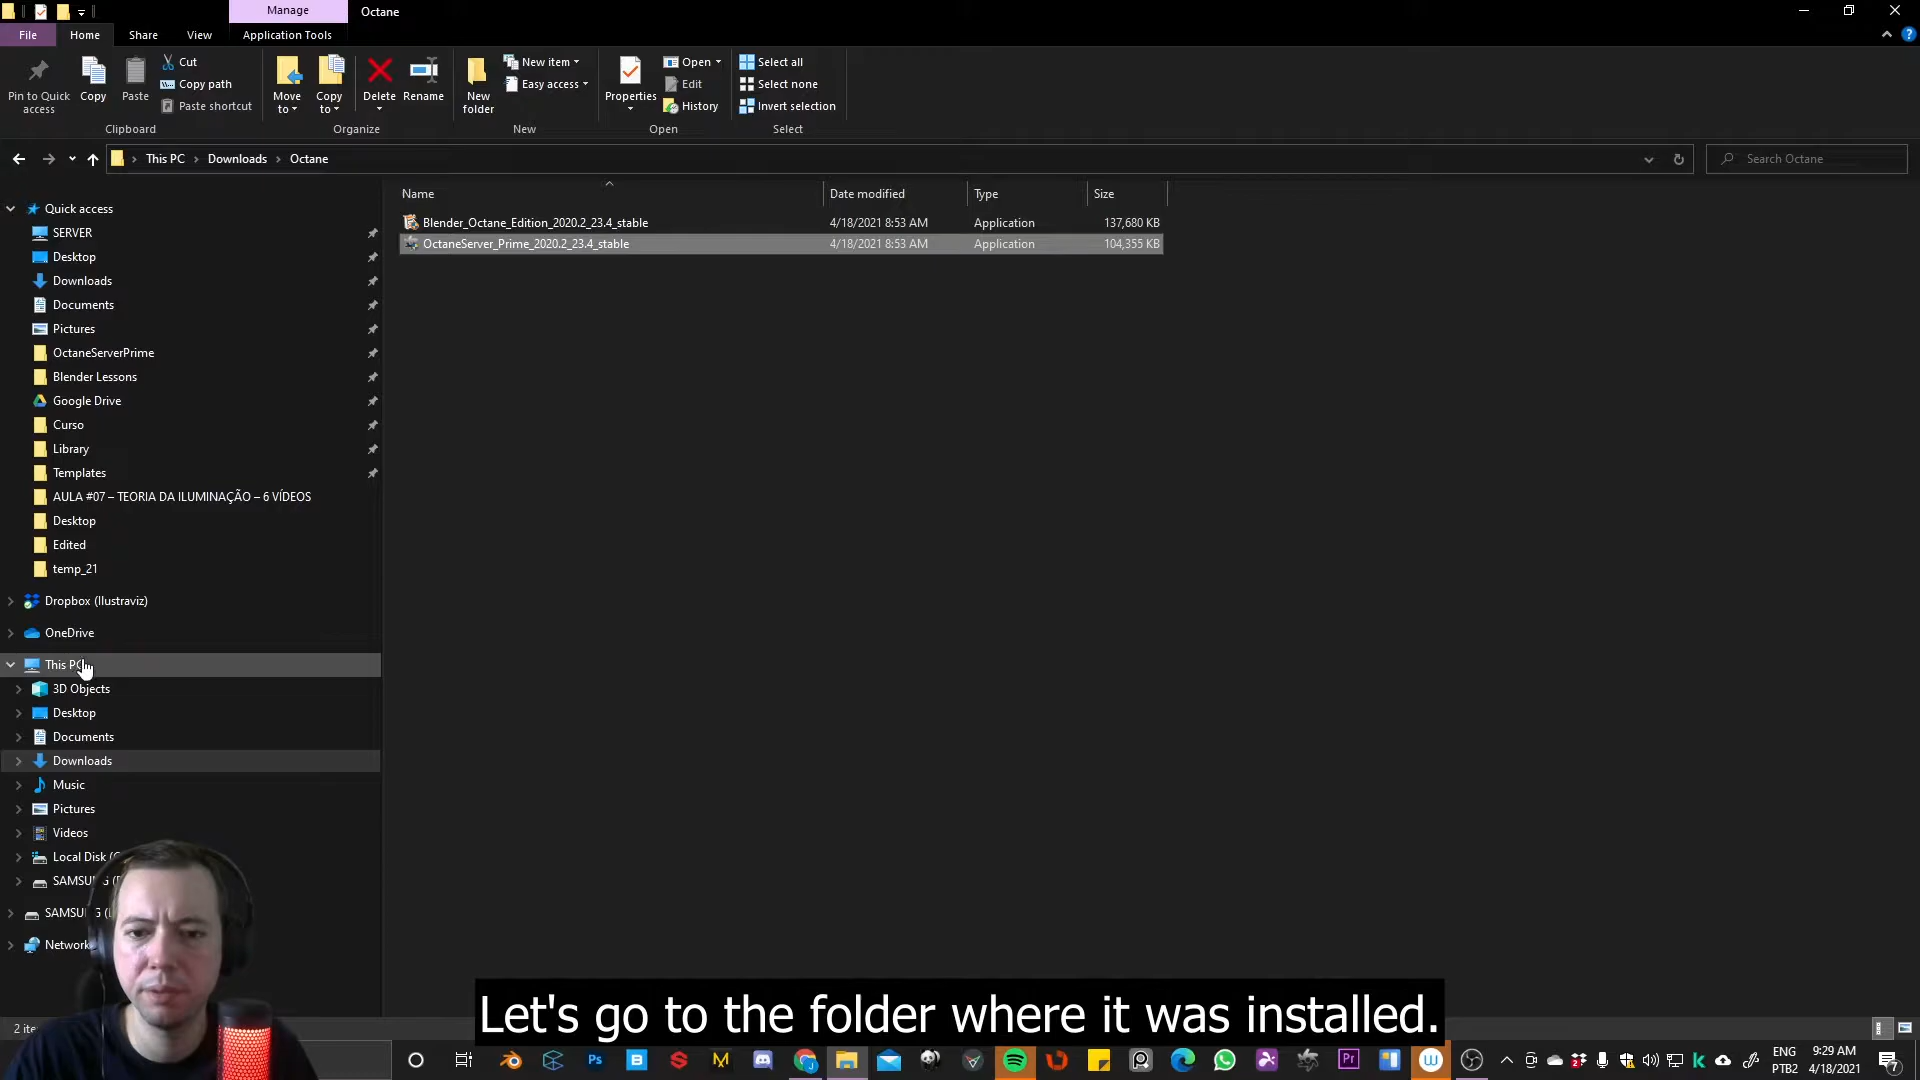 Manage
Octane
File
Home
Share
View
Application Tools
Pin to Quick access
Copy
Paste
Cut
Copy path
Paste shortcut
Clipboard
Move to
Copy to
Delete
Rename
Organize
New folder
New item
Easy access
New
Properties
Open
Edit
History
Open
Select all
Select none
Invert selection
Select
This PC > Downloads > Octane
Search Octane
Name
Date modified
Type
Size
Blender_Octane_Edition_2020.2_23.4_stable 4/18/2021 8:53 AM Application 137,680 KB
OctaneServer_Prime_2020.2_23.4_stable 4/18/2021 8:53 AM Application 104,355 KB
Quick access
SERVER
Desktop
Downloads
Documents
Pictures
OctaneServerPrime
Blender Lessons
Google Drive
Curso
Library
Templates
AULA #07 – TEORIA DA ILUMINAÇÃO – 6 VÍDEOS
Desktop
Edited
temp_21
Dropbox (Ilustraviz)
OneDrive
This PC
3D Objects
Desktop
Documents
Downloads
Music
Pictures
Videos
Local Disk (C
Network
Let's go to the folder where it was installed.
ENG
PTB2
9:29 AM
4/18/2021